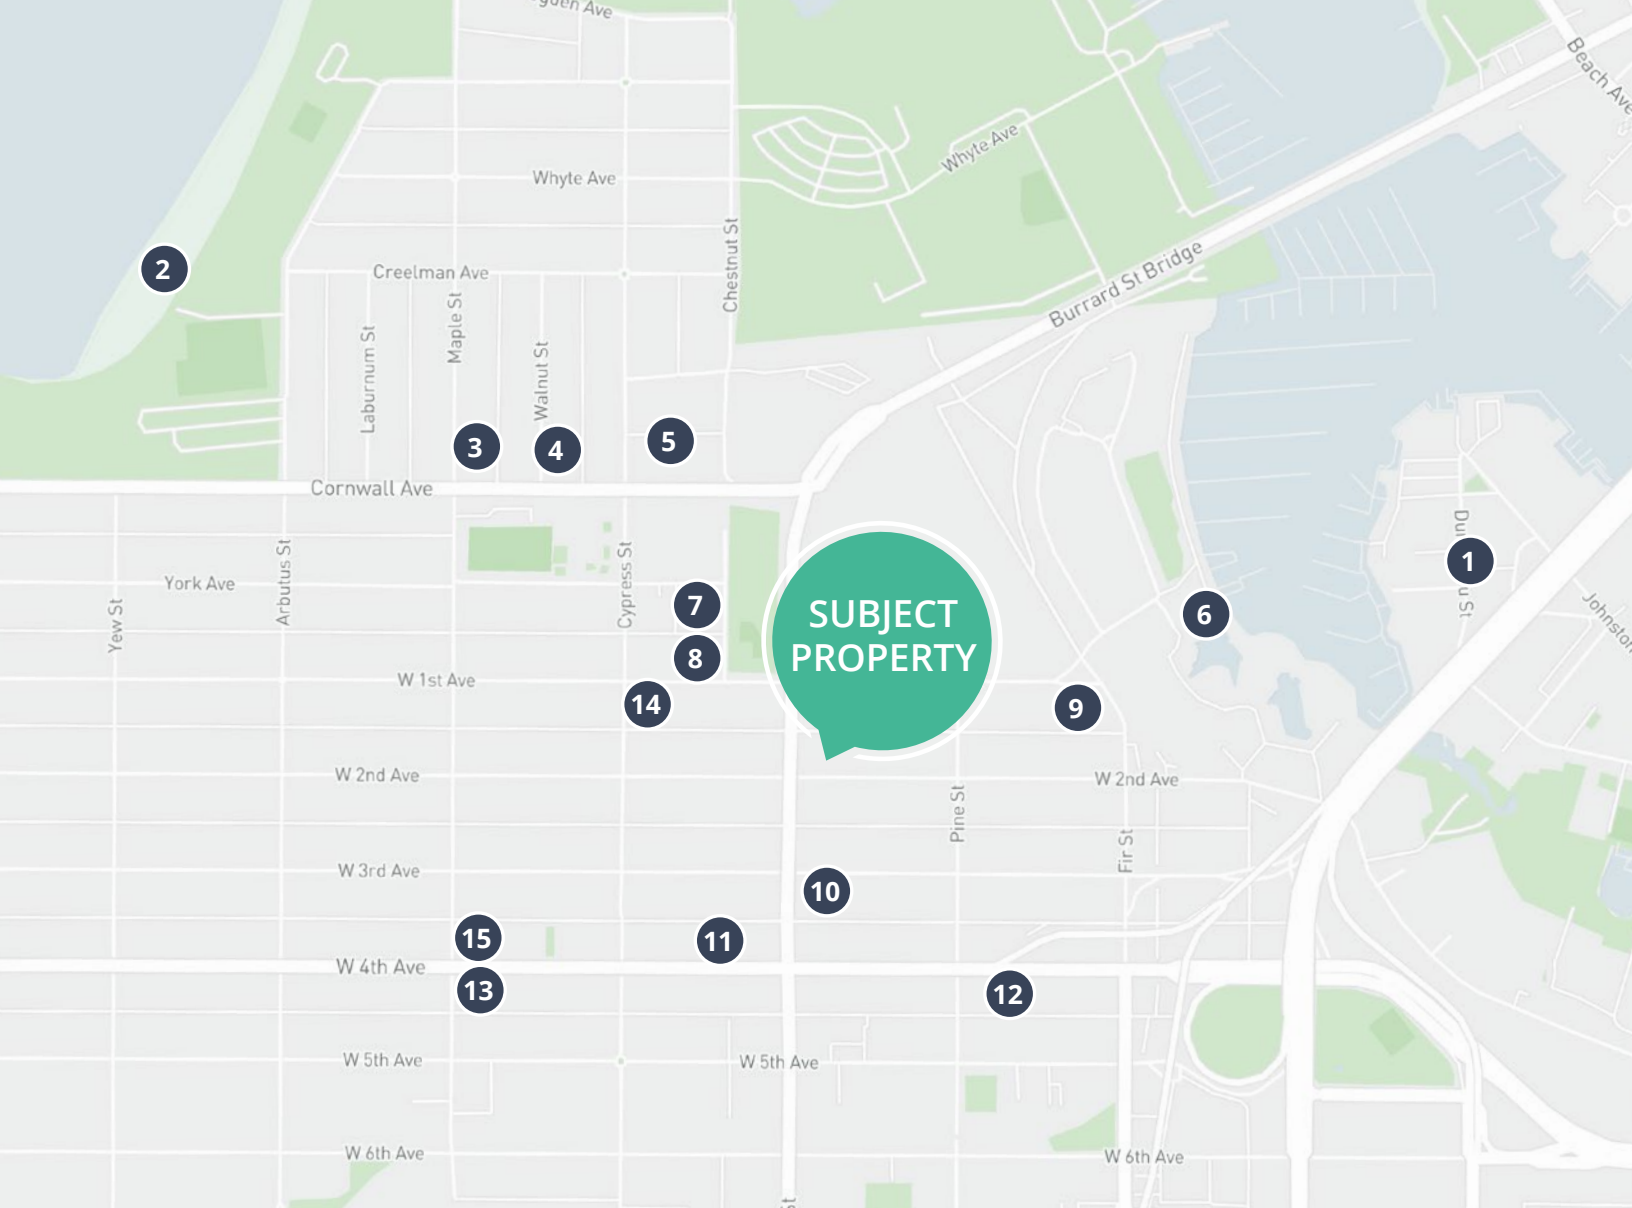 Ave
Beach Ave
Whyte Ave
Whyte Ave
Chestnut St
Burrard St Bridge
2
Creelman Ave
Maple St
Laburnum St
Walnut St
3
4
5
Cornwall Ave
1
York Ave
Yew St
Arbutus St
Cypress St
7
8
SUBJECT
PROPERTY
6
Johnston
W 1st Ave
14
9
W 2nd Ave
W 2nd Ave
Pine St
Fir St
W 3rd Ave
10
15
11
W 4th Ave
13
12
W 5th Ave
W 5th Ave
W 6th Ave
W 6th Ave
St